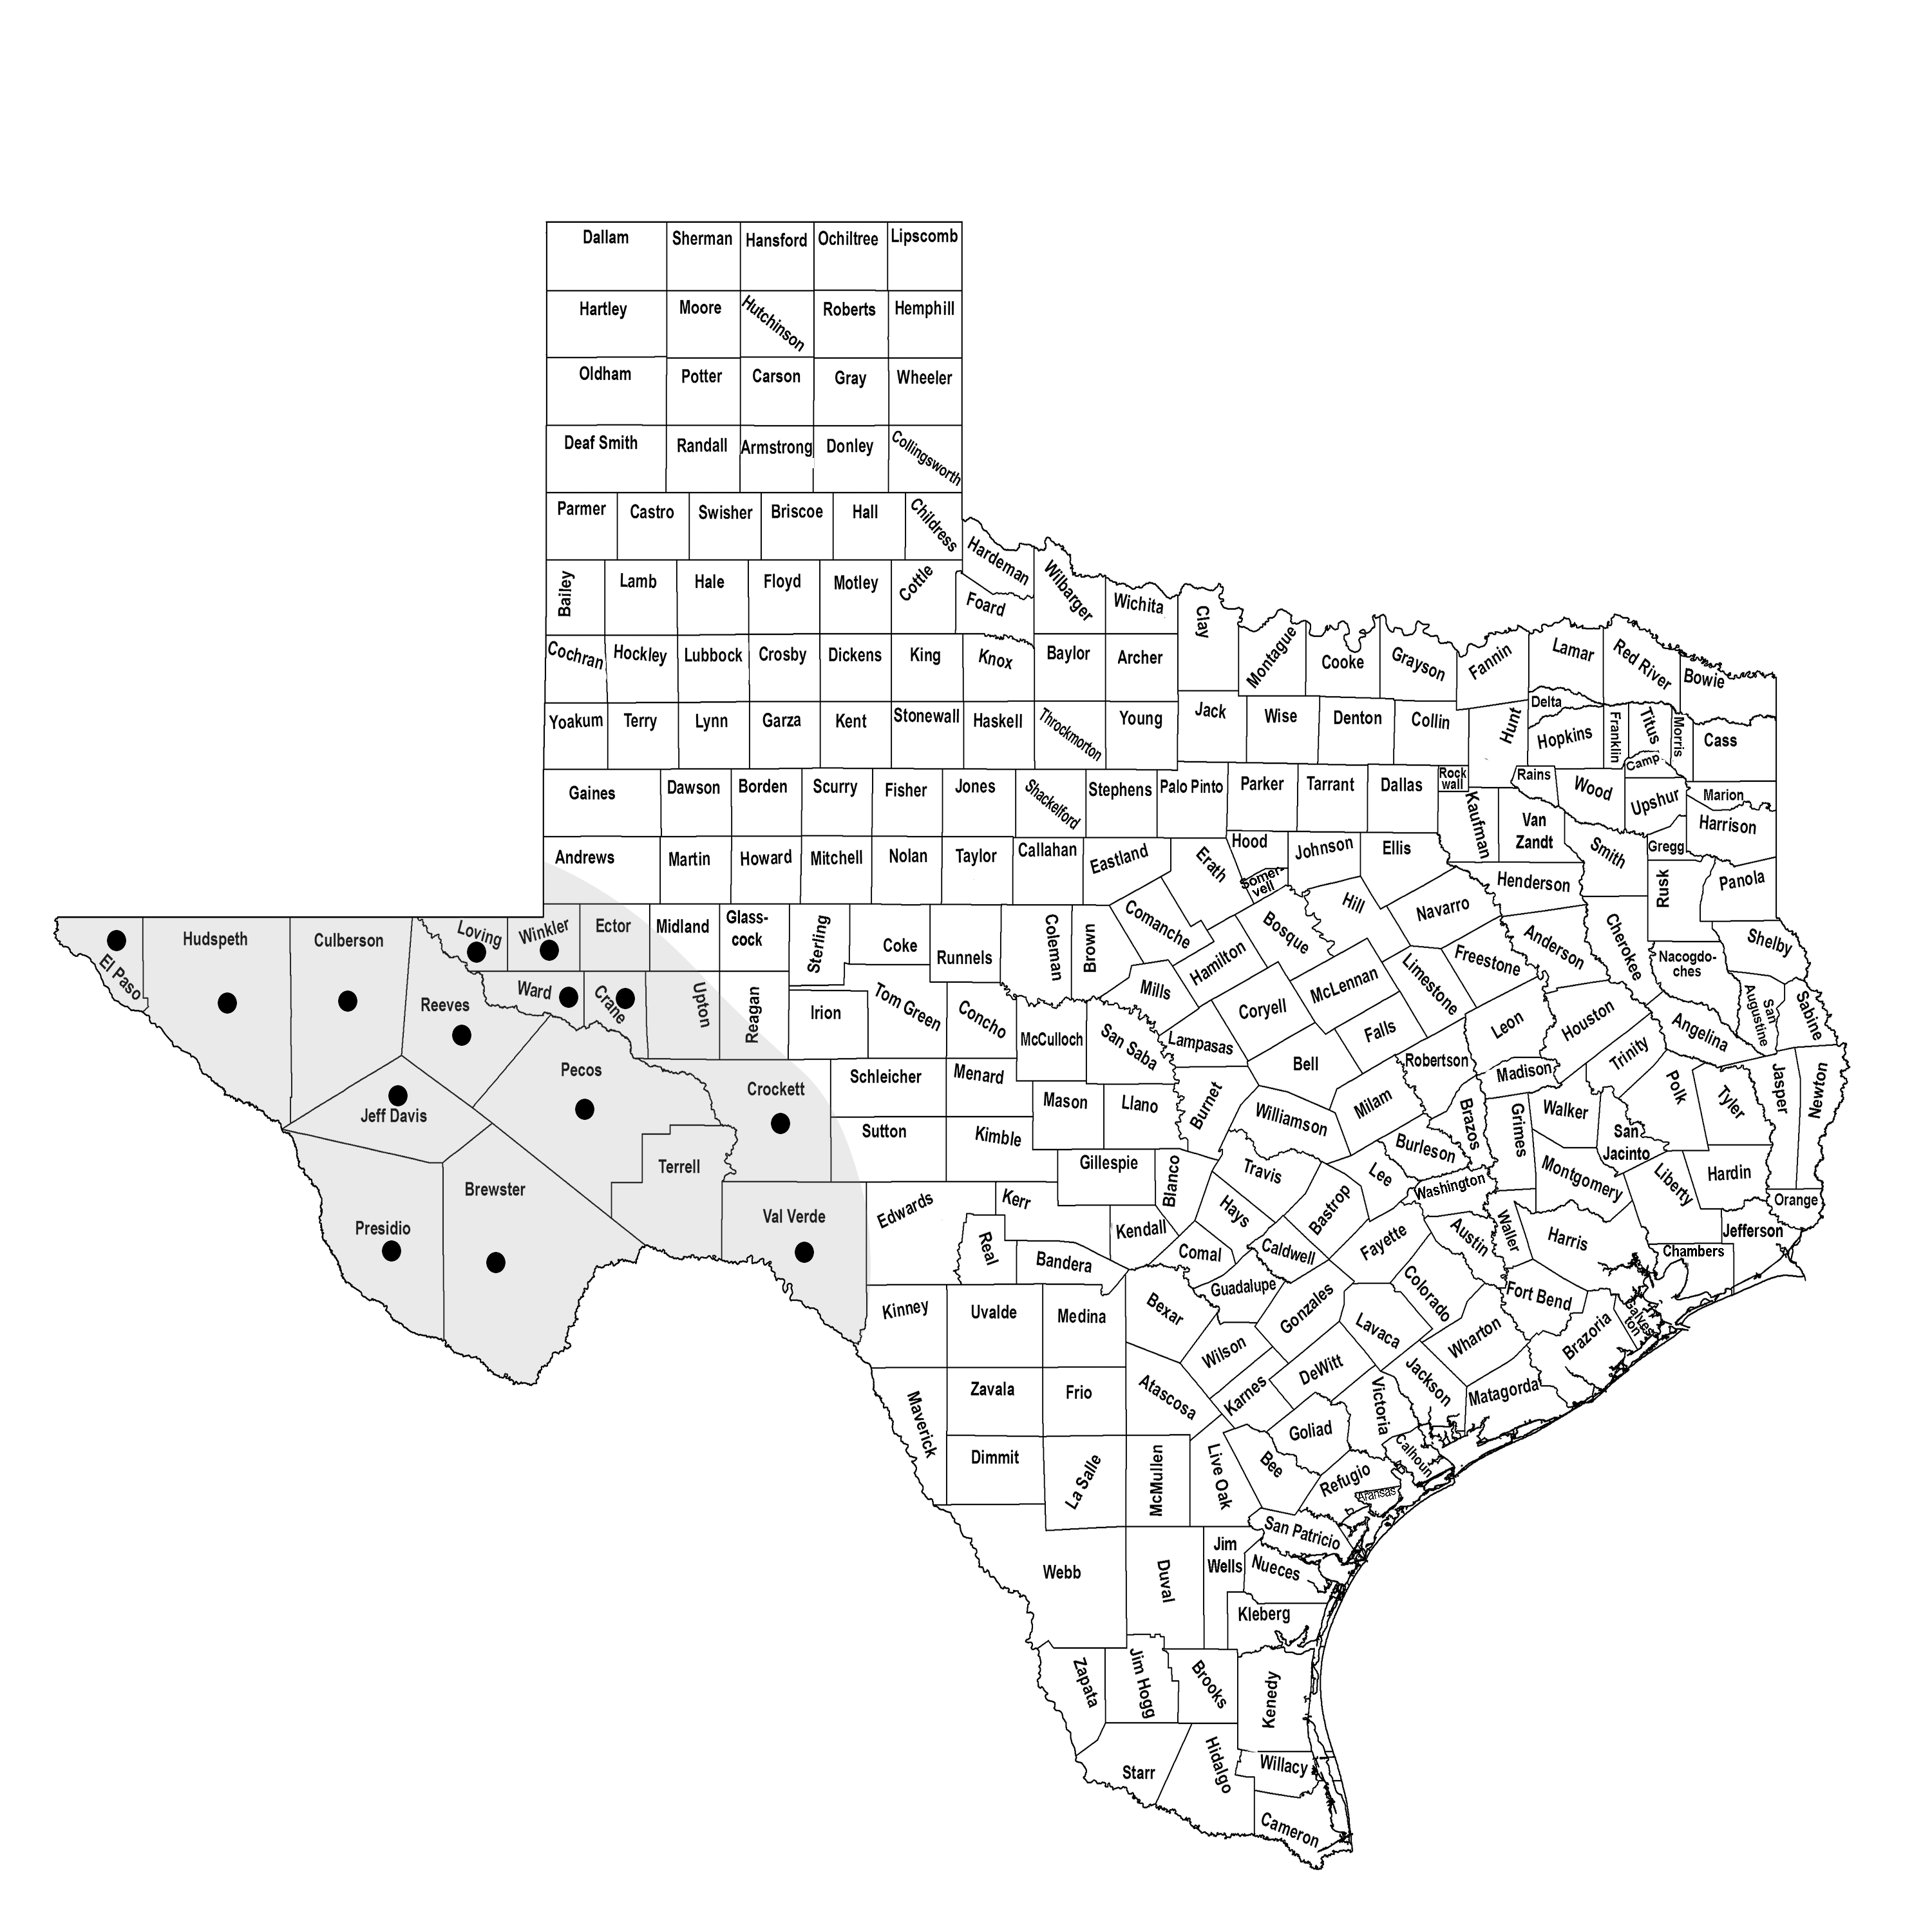 Dallam Sherman Hansford Ochiltree Lipscomb
Hartley Moore Hutchinson Roberts Hemphill
Oldham Potter Carson Gray Wheeler
Deaf Smith Randall Armstrong Donley Collingsworth
Parmer Castro Swisher Briscoe Hall Childress
Hardeman
Bailey Lamb Hale Floyd Motley Cottle Foard Wilbarger Wichita Clay
Cochran Hockley Lubbock Crosby Dickens King Knox Baylor Archer Montague Cooke Grayson Fannin Lamar Red River Bowie
Yoakum Terry Lynn Garza Kent Stonewall Haskell Throckmorton Young Jack Wise Denton Collin Hunt Delta Hopkins Franklin Titus Morris Cass
Camp
Gaines Dawson Borden Scurry Fisher Jones Shackelford Stephens Palo Pinto Parker Tarrant Dallas Rock
wall
Rains Wood Upshur Marion
Kaufman Van
Zandt
Harrison
Andrews Martin Howard Mitchell Nolan Taylor Callahan Eastland Erath Hood Johnson Ellis Smith Gregg
Somer-
vell
Henderson Rusk Panola
El Paso Hudspeth Culberson Loving Winkler Ector Midland Glass-
cock
Sterling Coke Runnels Coleman Brown Comanche Hamilton Bosque Hill Navarro Anderson Cherokee Shelby
Nacogdo-
ches
Reeves Ward Crane Upton Reagan Irion Tom Green Concho McCulloch San Saba Mills Lampasas Coryell McLennan Limestone Freestone Falls Leon Houston Angelina San
Augustine
Sabine
Jeff Davis Pecos Crockett Schleicher Menard Mason Llano Burnet Bell Williamson Milam Robertson Madison Trinity Polk Tyler Jasper Newton
Terrell Sutton Kimble Gillespie Blanco Travis Lee Burleson Brazos Grimes Walker San
Jacinto
Montgomery Liberty Hardin Orange
Presidio Brewster Val Verde Edwards Kerr Real Kendall Bandera Hays Comal Caldwell Bastrop Fayette Washington Austin Waller Harris Jefferson
Chambers
Kinney Uvalde Medina Bexar Guadalupe Gonzales Lavaca Colorado Wharton Fort Bend Brazoria Galves
ton
Maverick Zavala Frio Atascosa Wilson Karnes DeWitt Victoria Jackson Matagorda
Dimmit La Salle McMullen Live Oak Bee Goliad Refugio Calhoun
Aransas
San Patricio
Webb Duval Jim
Wells
Nueces
Kleberg
Zapata Jim Hogg Brooks Kenedy
Starr Hidalgo Willacy
Cameron